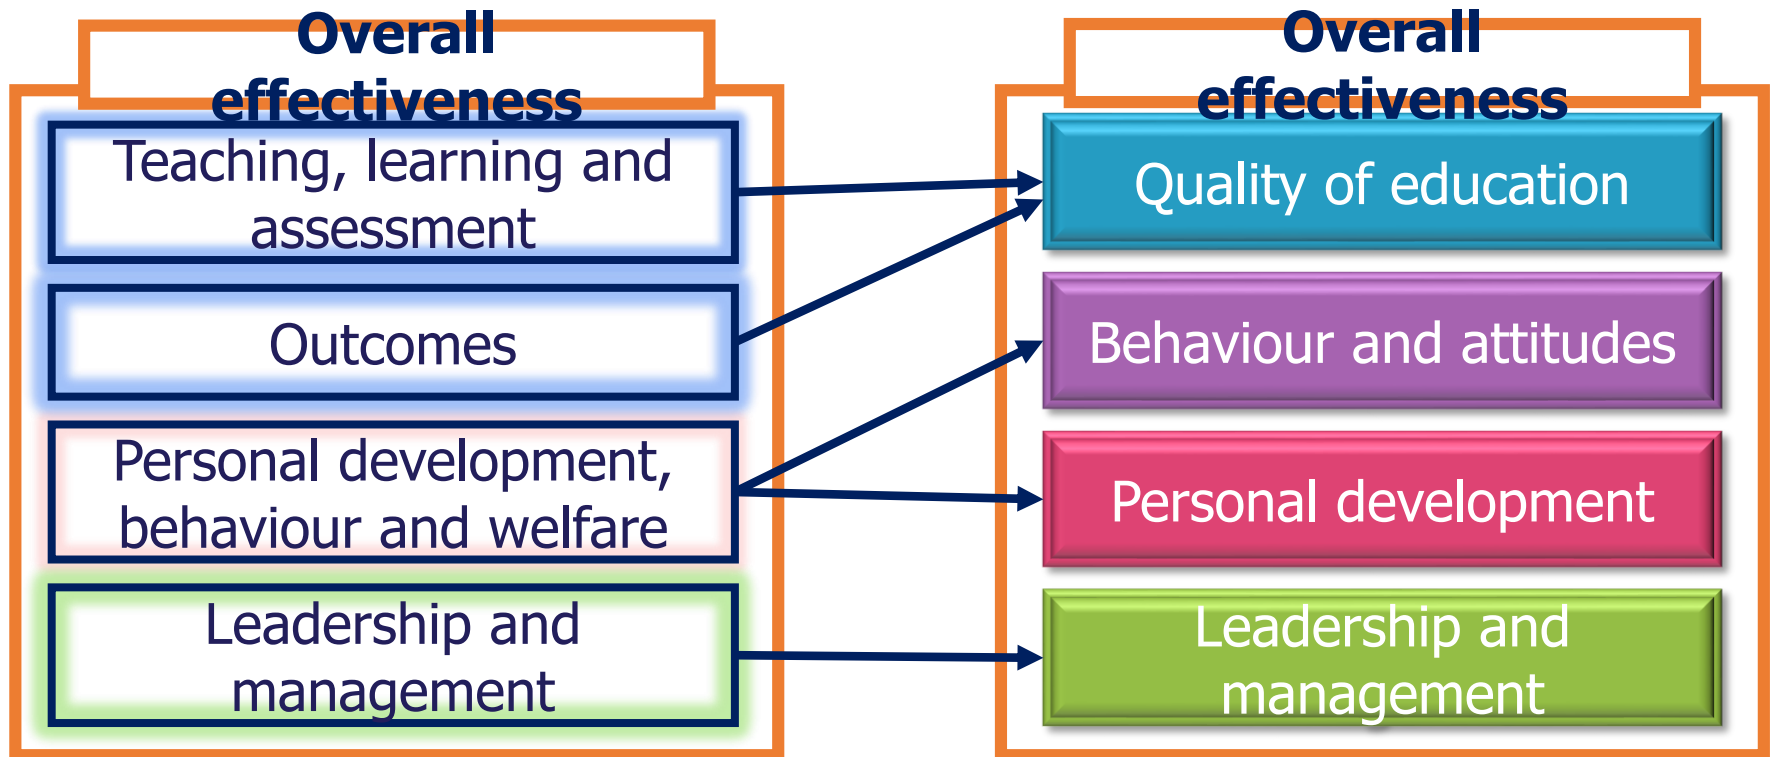 Overall
effectiveness
Teaching, learning and
assessment
Outcomes
Personal development,
behaviour and welfare
Leadership and
management
Overall
effectiveness
Quality of education
Behaviour and attitudes
Personal development
Leadership and
management